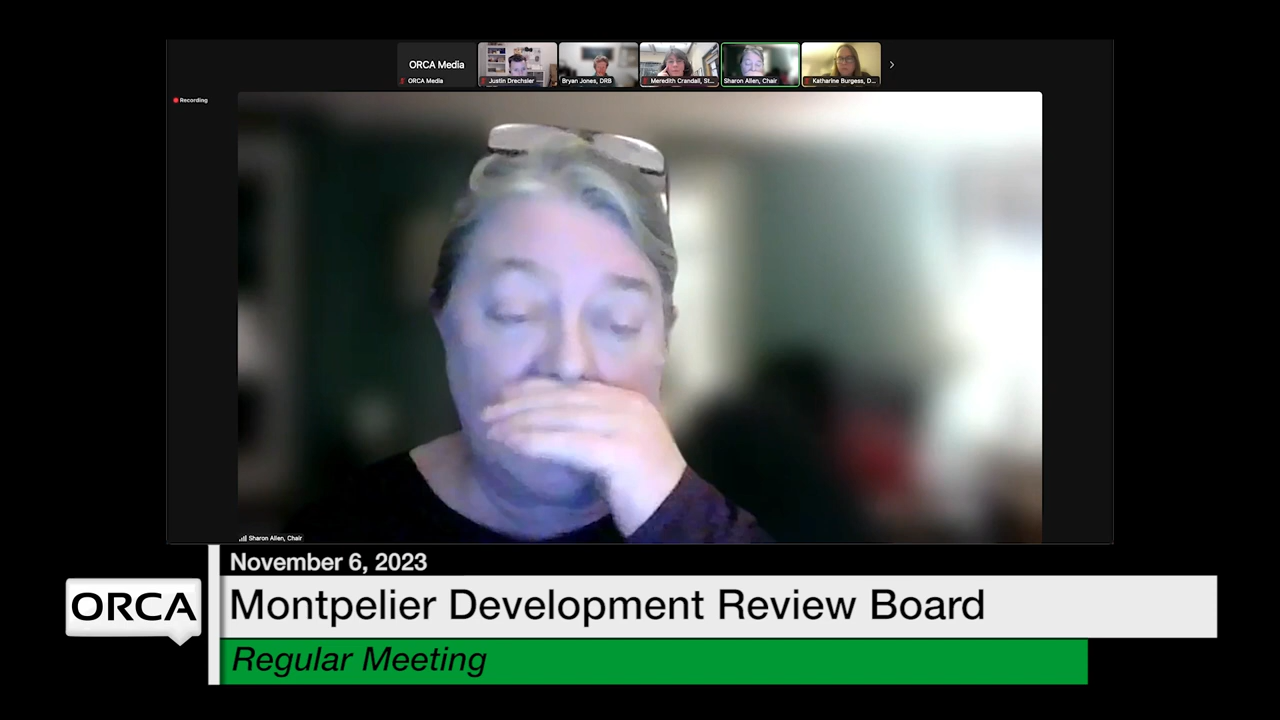 ORCA Media
ORCA Media
Justin Drechsler
Bryan Jones, DRB
Meredith Crandall, St...
Sharon Allen, Chair
Katharine Burgess, D...
Recording
Sharon Allen, Chair
November 6, 2023
ORCA
Montpelier Development Review Board
Regular Meeting